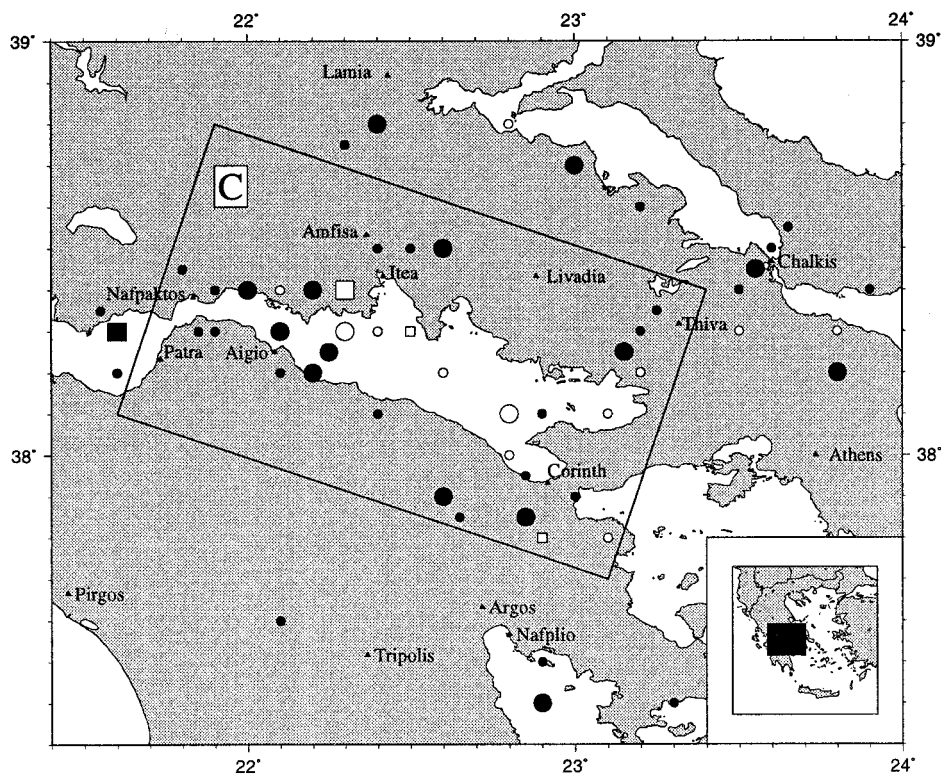 22°
23°
24°
39°
39°
Lamia
C
Amfisa
Itea
Livadia
Chalkis
Nafpaktos
Thiva
Patra
Aigio
38°
38°
Athens
Corinth
Pirgos
Argos
Nafplio
Tripolis
22°
23°
24°